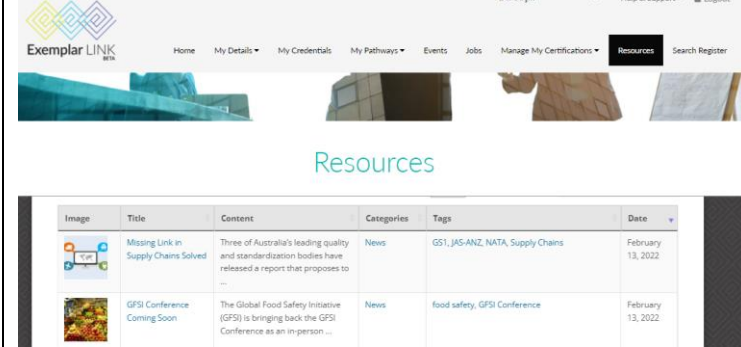 Logout
Exemplar LINK
BETA
Home My Details My Credentials My Pathways Events Jobs Manage My Certifications Resources Search Register
Resources
Image Title Content Categories Tags Date
Missing Link in
Supply Chains Solved
Three of Australia's leading quality
and standardization bodies have
released a report that proposes to
...
News
GS1, JAS-ANZ, NATA, Supply Chains
February
13, 2022
GFSI Conference
Coming Soon
The Global Food Safety Initiative
(GFSI) is bringing back the GFSI
Conference as an in-person ...
News
food safety, GFSI Conference
February
13, 2022